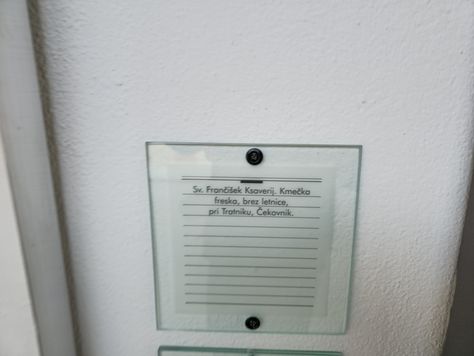 Sv. Frančišek Ksaverij. Kmečka
freska, brez letnice,
pri Tratniku, Čekovnik.